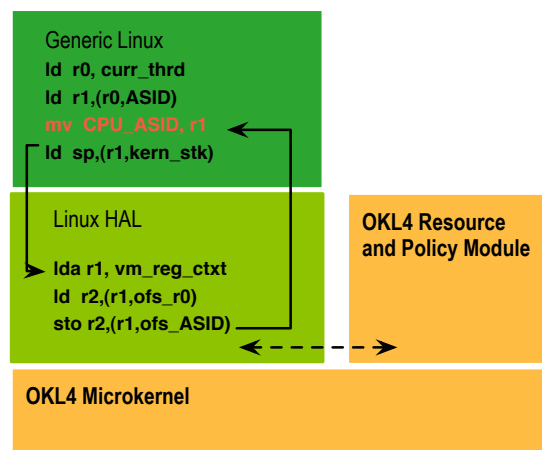 Generic Linux
ld r0, curr_thrd
ld r1,(r0,ASID)
mv CPU_ASID, r1
ld sp,(r1,kern_stk)
Linux HAL
lda r1, vm_reg_ctxt
ld r2,(r1,ofs_r0)
sto r2,(r1,ofs_ASID)
OKL4 Resource
and Policy Module
OKL4 Microkernel